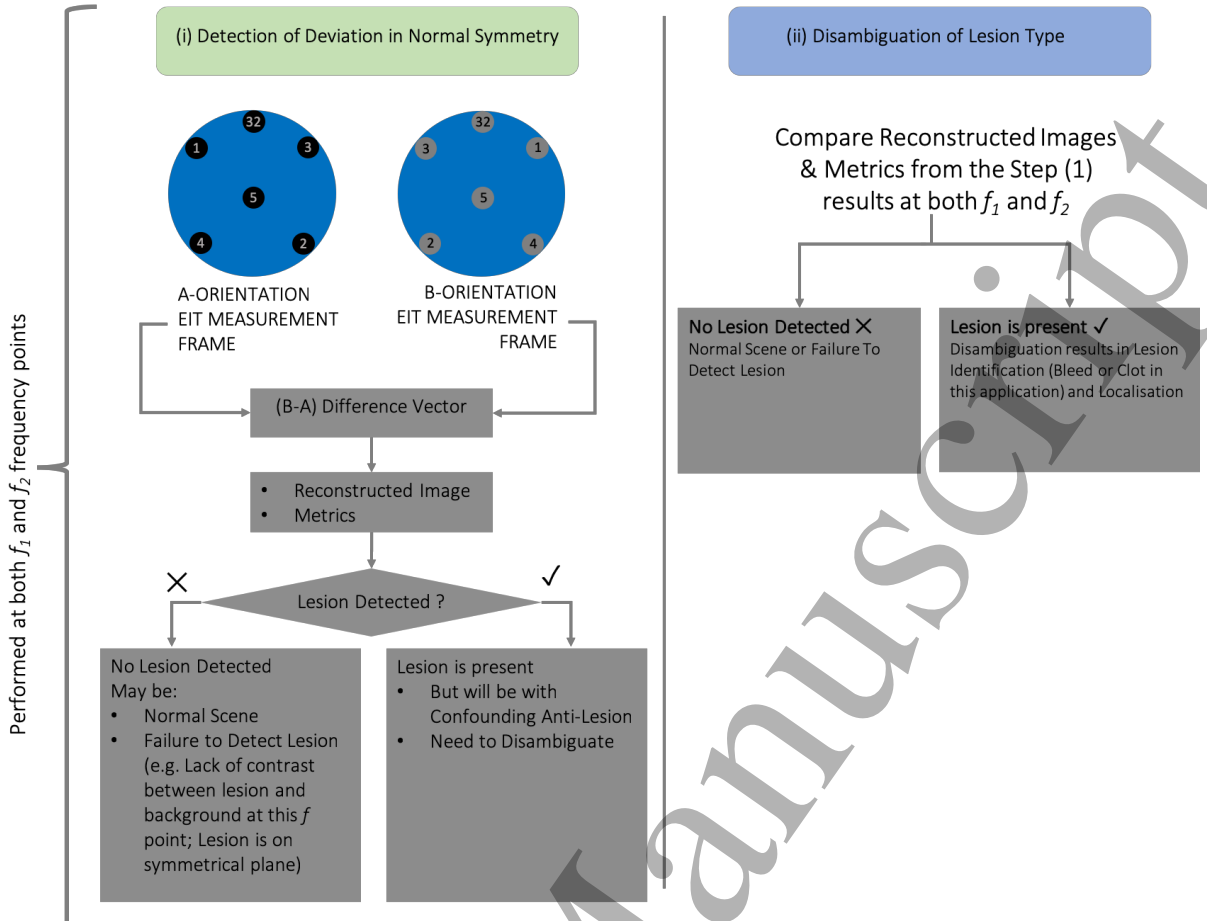 (i) Detection of Deviation in Normal Symmetry
32
1
3
5
4
2
A-ORIENTATION
EIT MEASUREMENT
FRAME
32
3
1
5
2
4
B-ORIENTATION
EIT MEASUREMENT
FRAME
(B-A) Difference Vector
• Reconstructed Image
• Metrics
Lesion Detected ?
✕
✓
No Lesion Detected
May be:
• Normal Scene
• Failure to Detect Lesion
(e.g. Lack of contrast
between lesion and
background at this f
point; Lesion is on
symmetrical plane)
Lesion is present
• But will be with
Confounding Anti-Lesion
• Need to Disambiguate
Performed at both f₁ and f₂ frequency points
(ii) Disambiguation of Lesion Type
Compare Reconstructed Images
& Metrics from the Step (1)
results at both f₁ and f₂
No Lesion Detected ✕
Normal Scene or Failure To
Detect Lesion
Lesion is present ✓
Disambiguation results in Lesion
Identification (Bleed or Clot in
this application) and Localisation
Manuscript